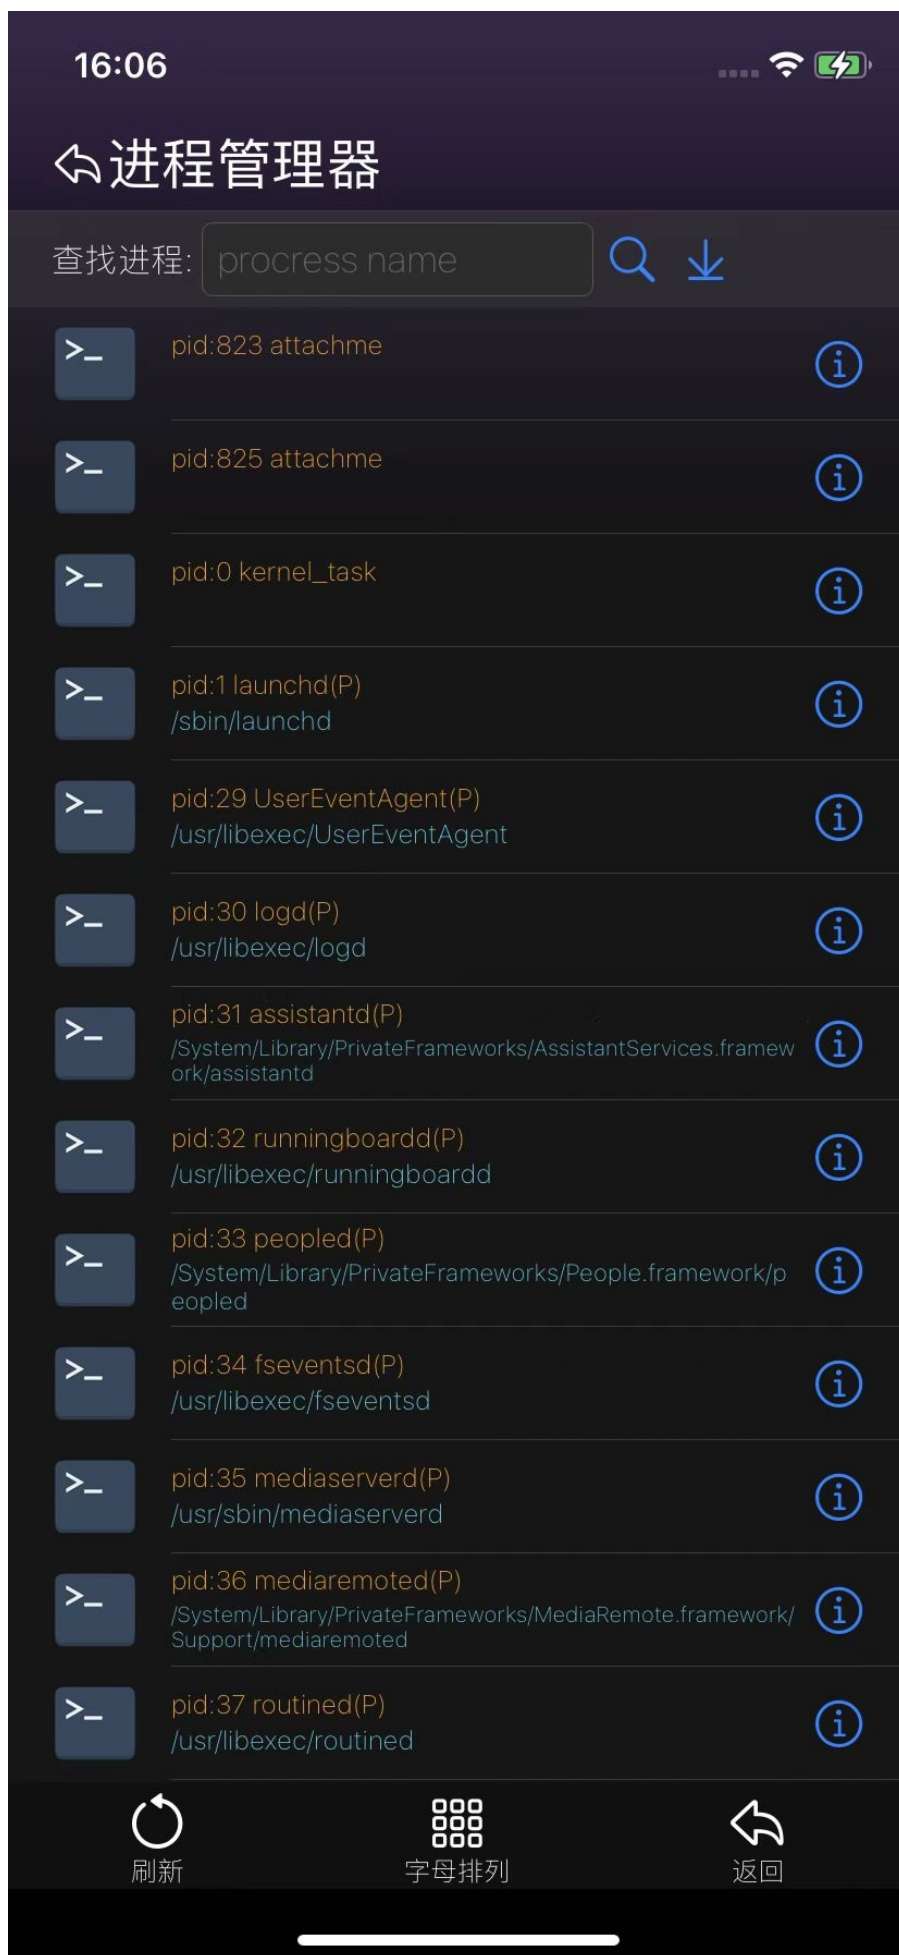 16:06
进程管理器
查找进程: procress name
pid:823 attachme
pid:825 attachme
pid:0 kernel_task
pid:1 launchd(P)
/sbin/launchd
pid:29 UserEventAgent(P)
/usr/libexec/UserEventAgent
pid:30 logd(P)
/usr/libexec/logd
pid:31 assistantd(P)
/System/Library/PrivateFrameworks/AssistantServices.framew
ork/assistantd
pid:32 runningboardd(P)
/usr/libexec/runningboardd
pid:33 peopled(P)
/System/Library/PrivateFrameworks/People.framework/p
eopled
pid:34 fseventsd(P)
/usr/libexec/fseventsd
pid:35 mediaserverd(P)
/usr/sbin/mediaserverd
pid:36 mediaremoted(P)
/System/Library/PrivateFrameworks/MediaRemote.framework/
Support/mediaremoted
pid:37 routined(P)
/usr/libexec/routined
刷新 字母排列 返回